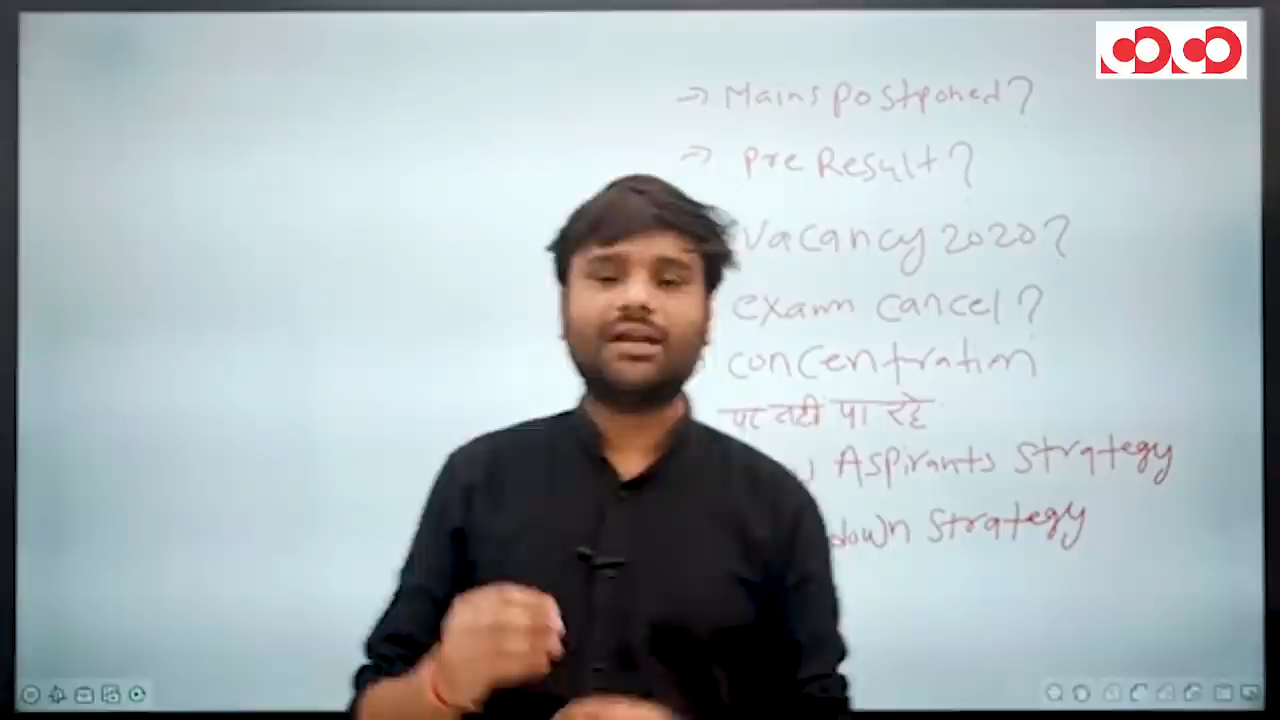 → Mains postponed?
→ pre Result?
Vacancy 2020?
exam cancel?
concentration
नहीं पा रहे
Aspirants strategy
down strategy